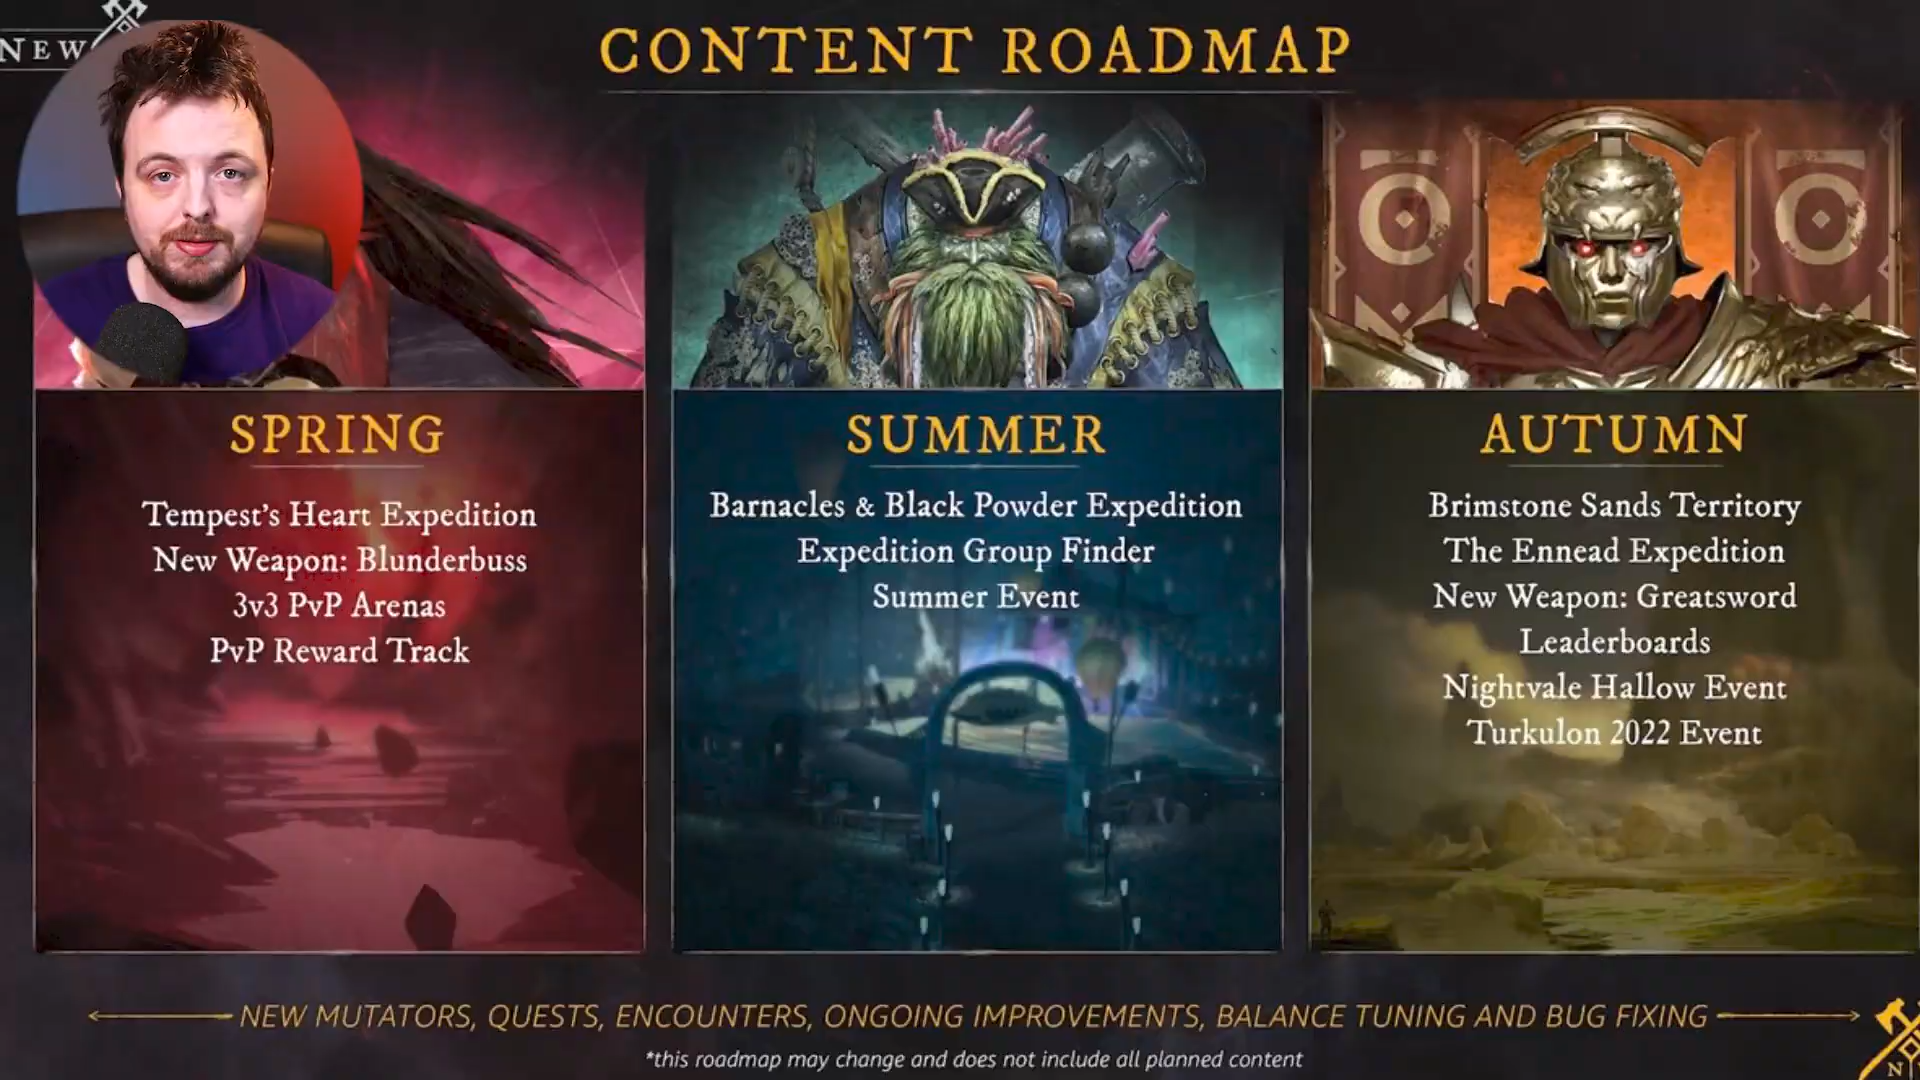 NEW
CONTENT ROADMAP
SPRING
Tempest's Heart Expedition
New Weapon: Blunderbuss
3v3 PvP Arenas
PvP Reward Track
SUMMER
Barnacles & Black Powder Expedition
Expedition Group Finder
Summer Event
AUTUMN
Brimstone Sands Territory
The Ennead Expedition
New Weapon: Greatsword
Leaderboards
Nightvale Hallow Event
Turkulon 2022 Event
NEW MUTATORS, QUESTS, ENCOUNTERS, ONGOING IMPROVEMENTS, BALANCE TUNING AND BUG FIXING
*this roadmap may change and does not include all planned content
N